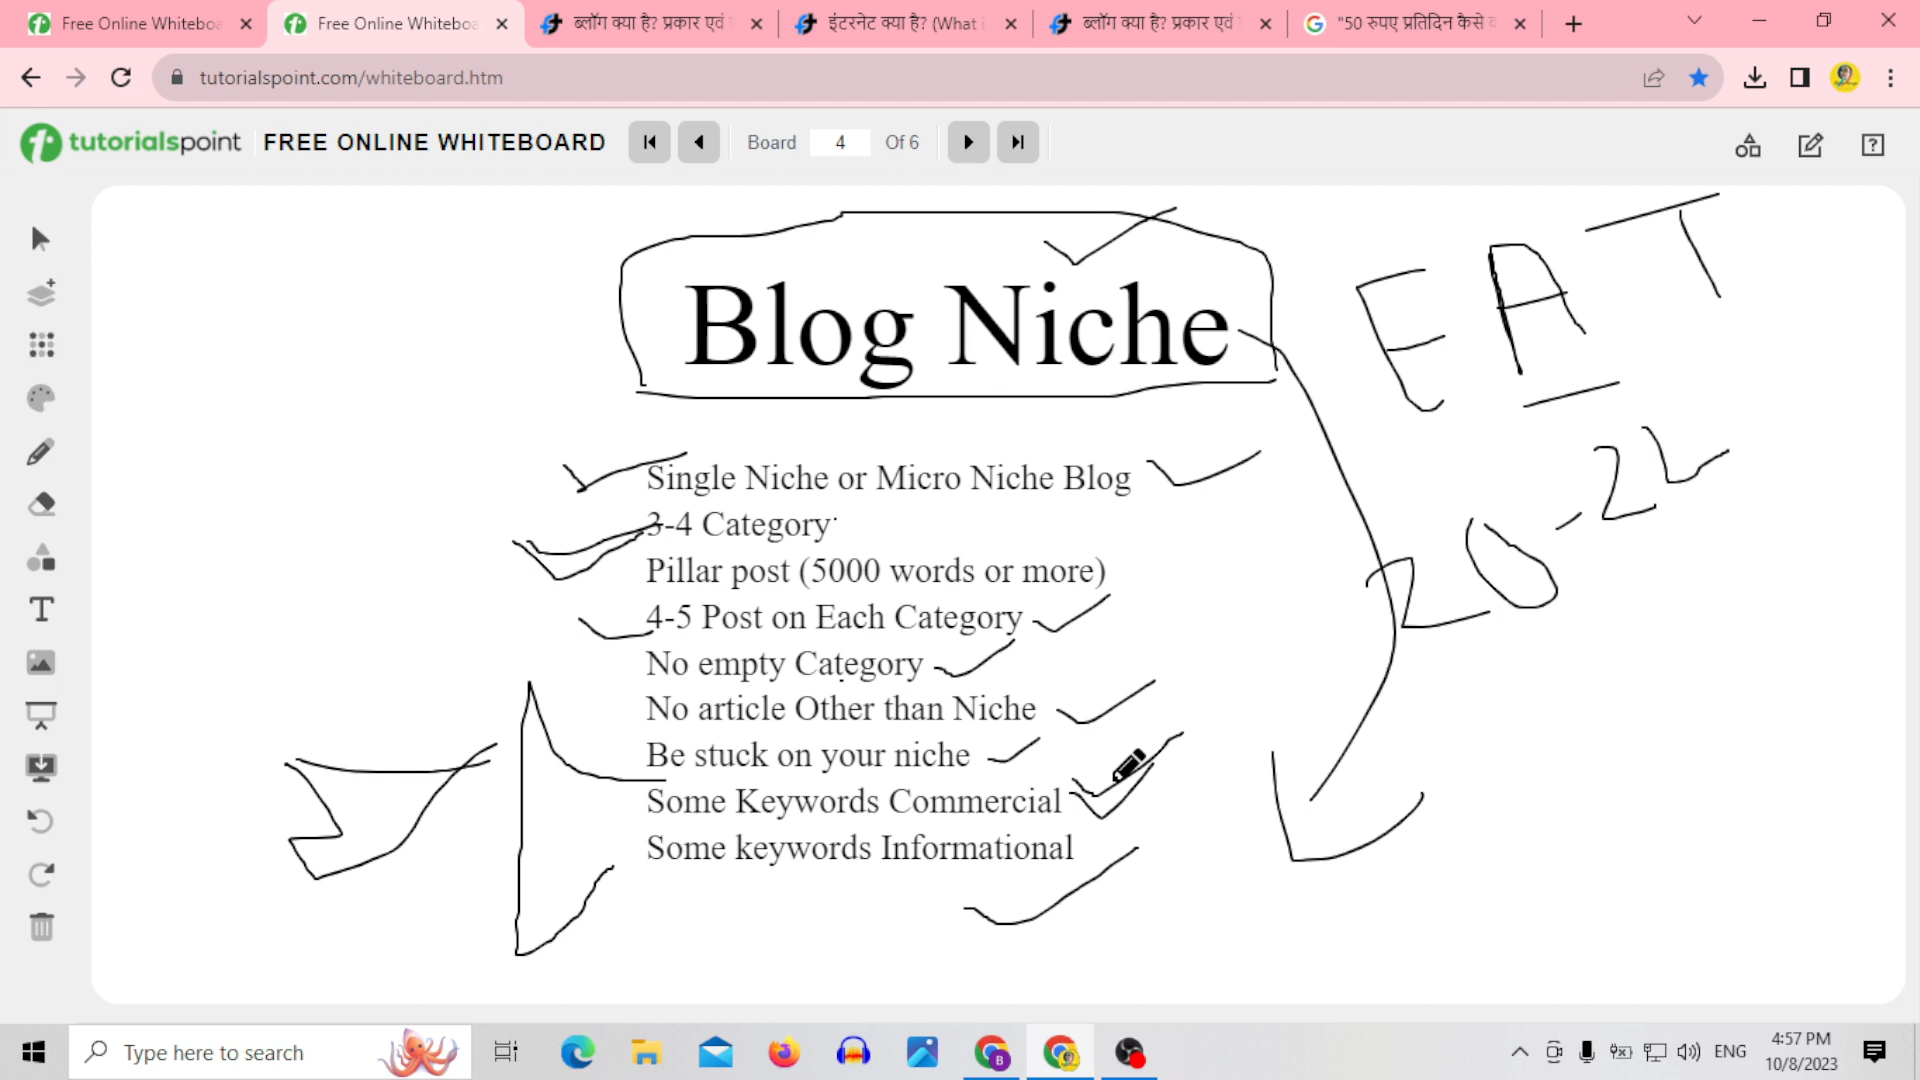 Free Online Whiteboa
Free Online Whiteboa
ब्लॉग क्या है? प्रकार एवं
इंटरनेट क्या है? (What i
ब्लॉग क्या है? प्रकार एवं
"50 रुपए प्रतिदिन कैसे क
tutorialspoint.com/whiteboard.htm
tutorialspoint
FREE ONLINE WHITEBOARD
Board 4 Of 6
Blog Niche
EAT
Single Niche or Micro Niche Blog
3-4 Category
Pillar post (5000 words or more)
4-5 Post on Each Category
No empty Category
No article Other than Niche
Be stuck on your niche
Some Keywords Commercial
Some keywords Informational
Type here to search
ENG
4:57 PM
10/8/2023